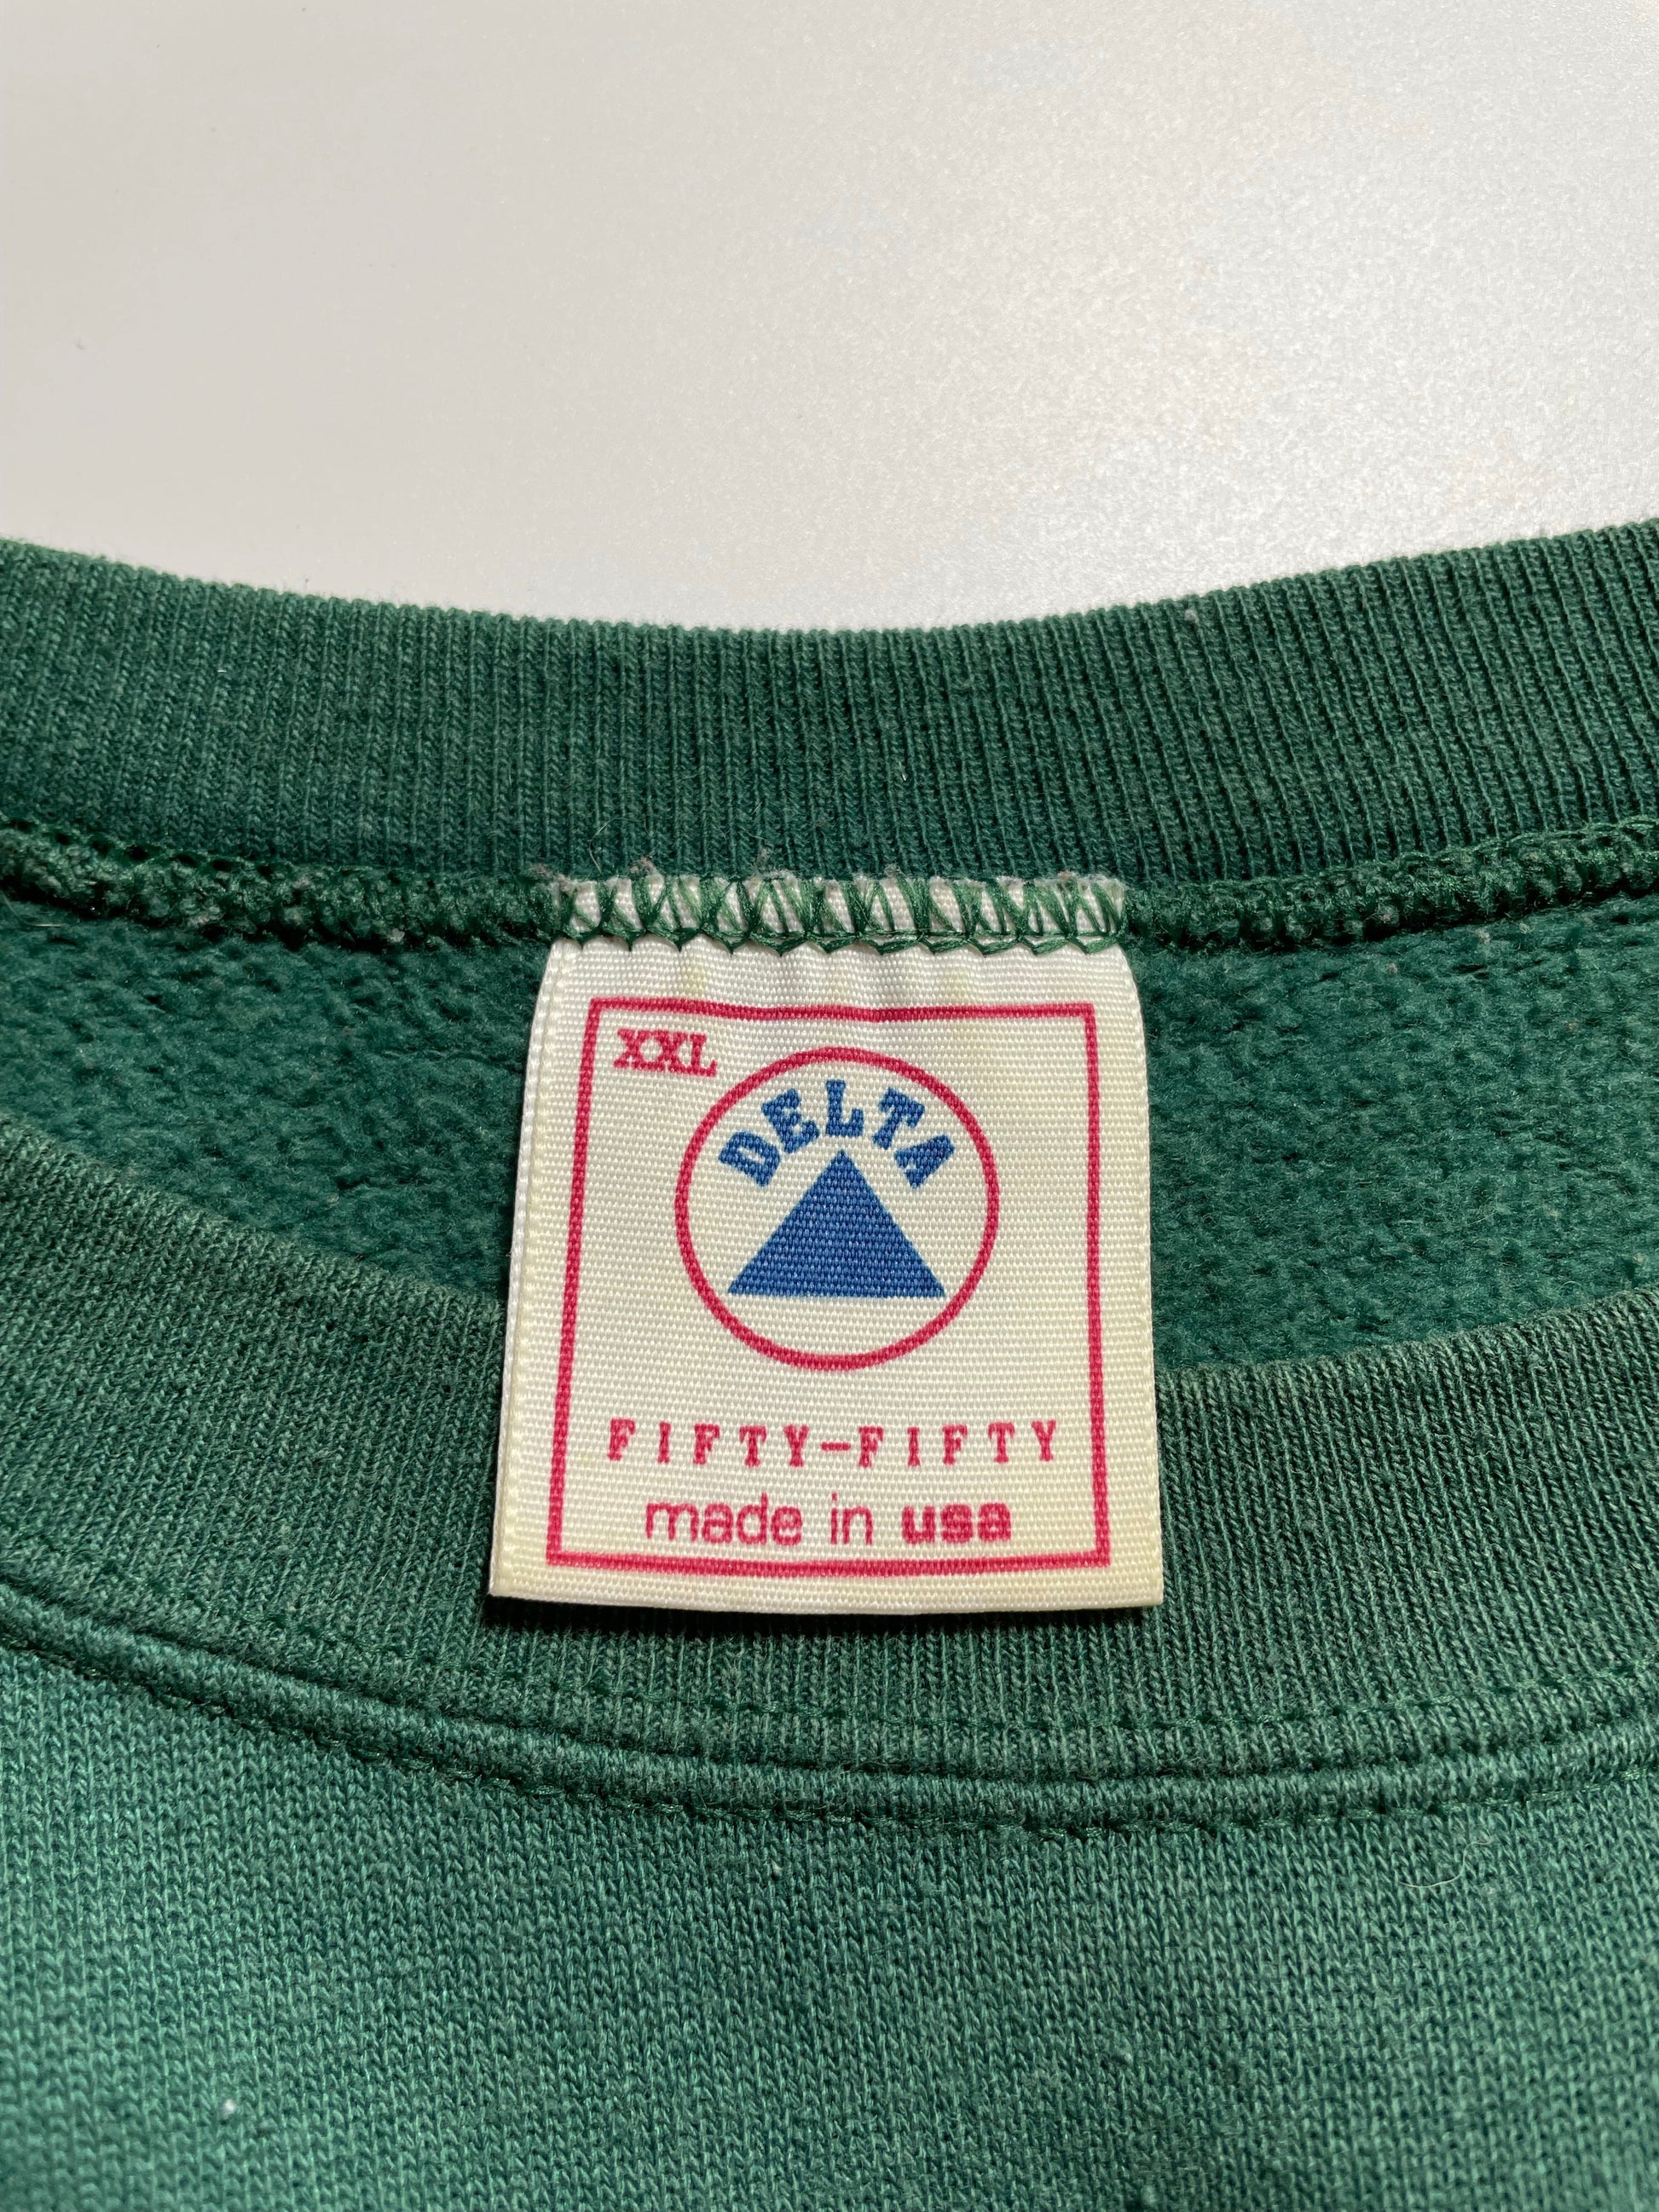 XXL
DELTA
FIFTY-FIFTY
made in usa